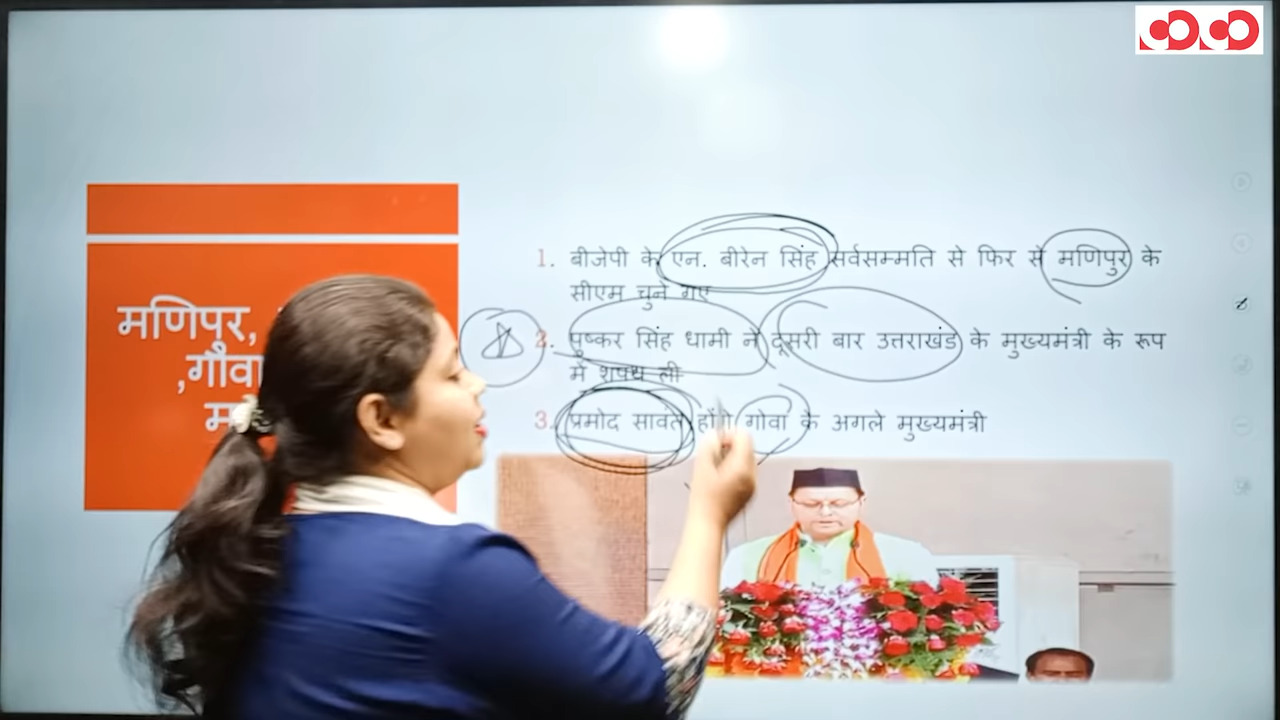 मणिपुर,
,गोवा
1. बीजेपी के एन. बीरेन सिंह सर्वसम्मति से फिर से मणिपुर के
सीएम चुने गए
2. पुष्कर सिंह धामी ने दूसरी बार उत्तराखंड के मुख्यमंत्री के रूप
में शपथ ली
3. प्रमोद सावंत होंगे गोवा के अगले मुख्यमंत्री